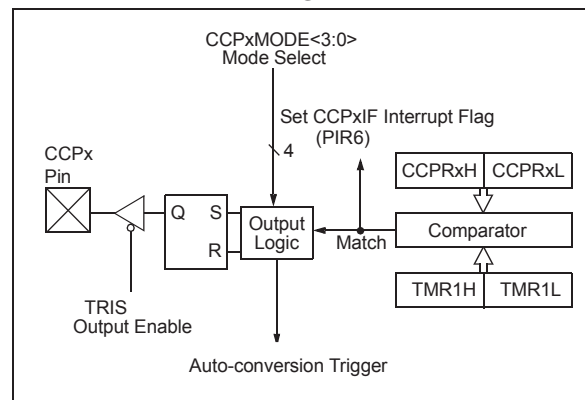 CCPxMODE<3:0>
Mode Select
Set CCPxIF Interrupt Flag
(PIR6)
4
CCPx
Pin
CCPRxH CCPRxL
Q S
R
Output
Logic
Match
Comparator
TMR1H TMR1L
TRIS
Output Enable
Auto-conversion Trigger